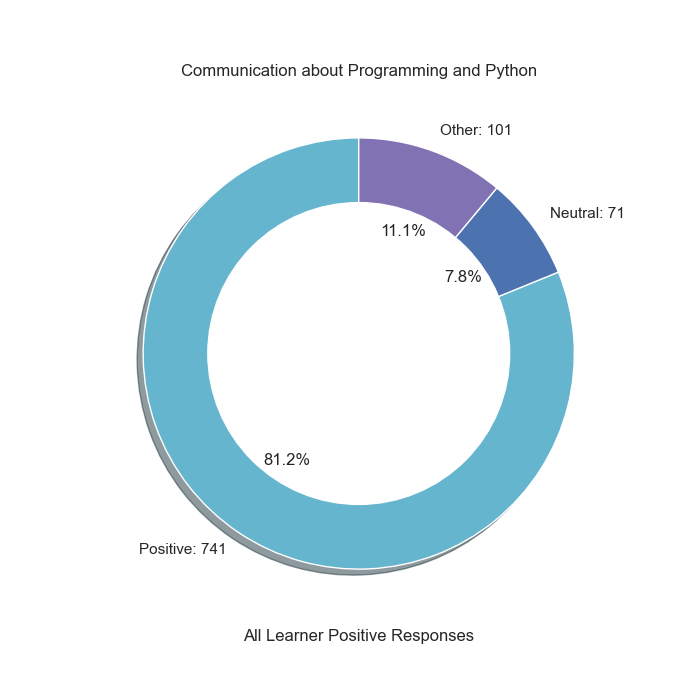 Communication about Programming and Python
Other: 101
Neutral: 71
11.1%
7.8%
81.2%
Positive: 741
All Learner Positive Responses